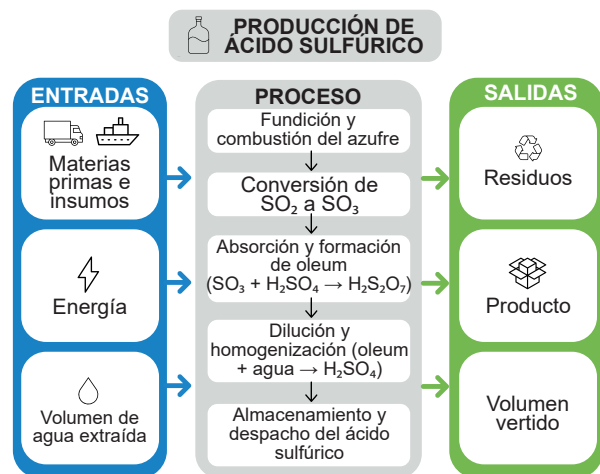 PRODUCCIÓN DE
ÁCIDO SULFÚRICO
ENTRADAS
Materias
primas e
insumos
Energía
Volumen de
agua extraída
PROCESO
Fundición y
combustión del azufre
Conversión de
SO₂ a SO₃
Absorción y formación
de oleum
(SO₃ + H₂SO₄ → H₂S₂O₇)
Dilución y
homogenización (oleum
+ agua → H₂SO₄)
Almacenamiento y
despacho del ácido
sulfúrico
SALIDAS
Residuos
Producto
Volumen
vertido